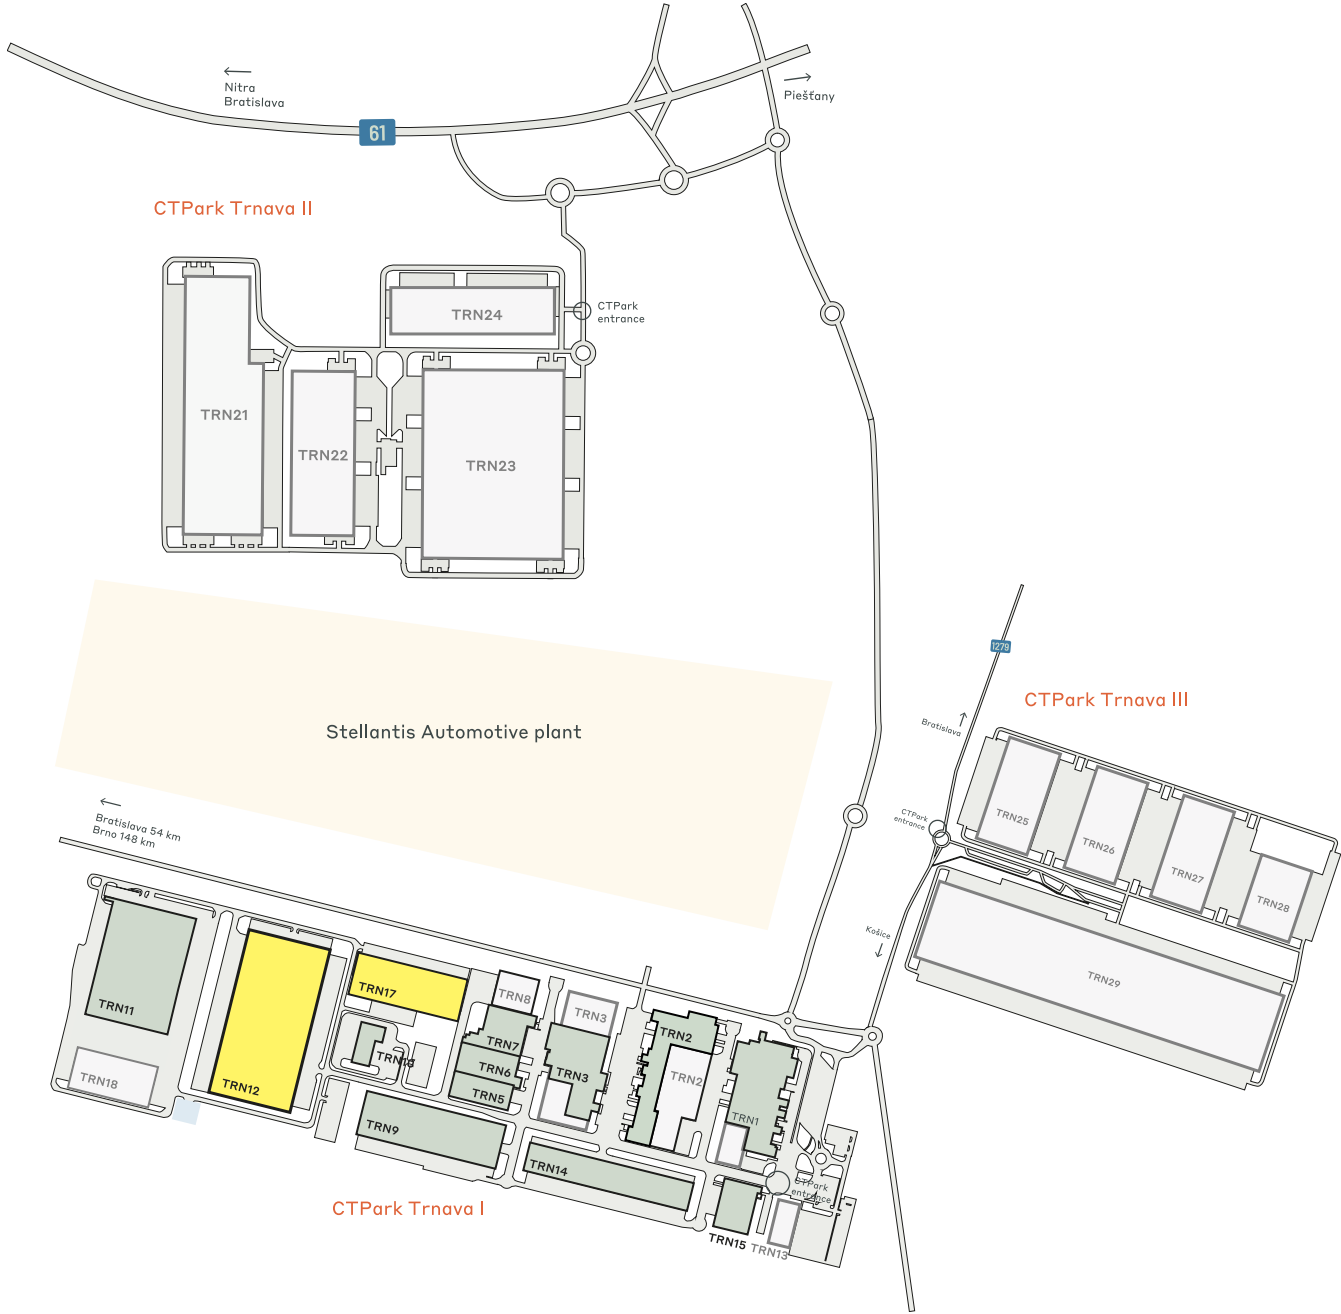 Nitra
Bratislava
61
Piešťany
CTPark Trnava II
CTPark
entrance
TRN24
TRN21
TRN22
TRN23
1279
CTPark Trnava III
Bratislava
Stellantis Automotive plant
CTPark
entrance
TRN25
TRN26
TRN27
TRN28
TRN29
Košice
Bratislava 54 km
Brno 148 km
TRN11
TRN18
TRN12
TRN17
TRN8
TRN7
TRN6
TRN5
TRN3
TRN3
TRN2
TRN2
TRN1
TRN9
TRN14
CTPark
entrance
TRN15
TRN13
CTPark Trnava I